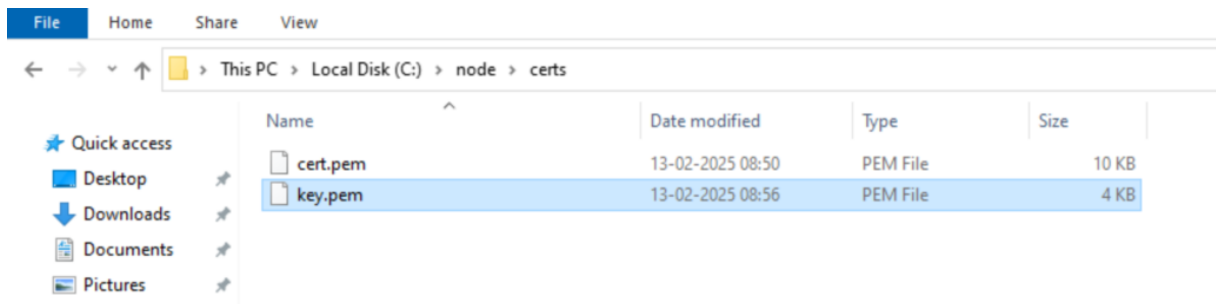 File Home Share View
This PC > Local Disk (C:) > node > certs
Name Date modified Type Size
Quick access
cert.pem 13-02-2025 08:50 PEM File 10 KB
Desktop
key.pem 13-02-2025 08:56 PEM File 4 KB
Downloads
Documents
Pictures